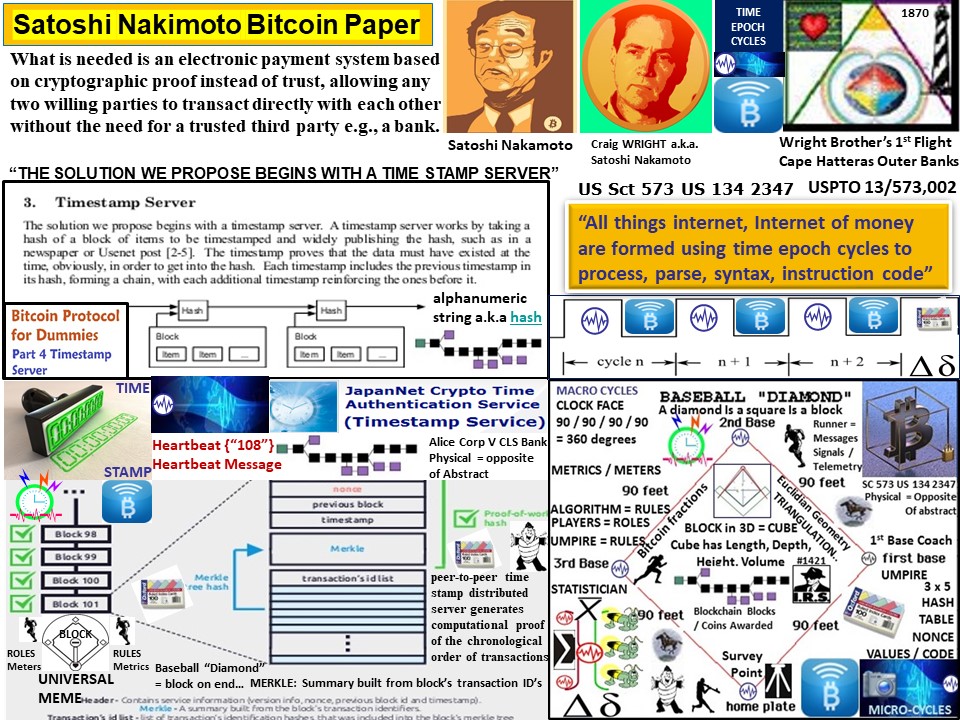 Satoshi Nakimoto Bitcoin Paper
What is needed is an electronic payment system based
on cryptographic proof instead of trust, allowing any
two willing parties to transact directly with each other
without the need for a trusted third party e.g., a bank.
Satoshi Nakamoto
Craig WRIGHT a.k.a.
Satoshi Nakamoto
TIME
EPOCH
CYCLES
1870
Wright Brother's 1st Flight
Cape Hatteras Outer Banks
“THE SOLUTION WE PROPOSE BEGINS WITH A TIME STAMP SERVER”
US Sct 573 US 134 2347
USPTO 13/573,002
3. Timestamp Server
The solution we propose begins with a timestamp server. A timestamp server works by taking a
hash of a block of items to be timestamped and widely publishing the hash, such as in a
newspaper or Usenet post [2-5]. The timestamp proves that the data must have existed at the
time, obviously, in order to get into the hash. Each timestamp includes the previous timestamp in
its hash, forming a chain, with each additional timestamp reinforcing the ones before it.
Hash
Hash
Block
Item
Item
...
Block
Item
Item
...
alphanumeric
string a.k.a hash
Bitcoin Protocol
for Dummies
Part 4 Timestamp
Server
“All things internet, Internet of money
are formed using time epoch cycles to
process, parse, syntax, instruction code”
cycle n
n + 1
n + 2
Δ δ
TIME
STAMP
Heartbeat {“108”}
Heartbeat Message
JapanNet Crypto Time
Authentication Service
(Timestamp Service)
Alice Corp V CLS Bank
Physical = opposite
of Abstract
...
Block 98
Block 99
Block 100
Block 101
Merkle
tree hash
nonce
previous block
timestamp
Merkle
transaction's id list
Proof-of-work
hash
peer-to-peer time
stamp distributed
server generates
computational proof
of the chronological
order of transactions
BLOCK
ROLES
Meters
RULES
Metrics
UNIVERSAL
MEME
Baseball “Diamond”
= block on end...
MERKLE: Summary built from block's transaction ID's
Header - Contains service information (version info, nonce, previous block id and timestamp).
Merkle - A summary built from the block's transaction identifiers.
Transaction's id list - list of transaction's identification hashes that was included into the block's merkle tree
MACRO CYCLES
CLOCK FACE
90 / 90 / 90 / 90
= 360 degrees
METRICS / METERS
90 feet
ALGORITHM = RULES
PLAYERS = ROLES
UMPIRE = RULES
3rd Base
STATISTICIAN
BASEBALL "DIAMOND"
A diamond Is a square Is a block
2nd Base
Runner =
Messages
Signals /
Telemetry
90 feet
SC 573 US 134 2347
Physical = Opposite
Of abstract
Bitcoin fractions
Euclidian Geometry
TRIANGULATION..
BLOCK in 3D = CUBE
Cube has Length, Depth,
Height. Volume
#1421
I.R.S.
1st Base Coach
first base
UMPIRE
3 x 5
HASH
TABLE
NONCE
VALUES / CODE
Blockchain Blocks
/ Coins Awarded
90 feet
90 feet
Survey
Point
home plate
Δ δ
MICRO-CYCLES